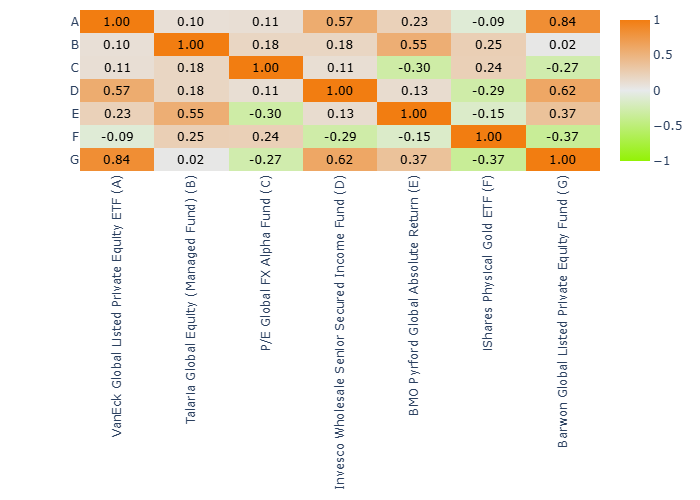 A 1.00 0.10 0.11 0.57 0.23 -0.09 0.84
B 0.10 1.00 0.18 0.18 0.55 0.25 0.02
C 0.11 0.18 1.00 0.11 -0.30 0.24 -0.27
D 0.57 0.18 0.11 1.00 0.13 -0.29 0.62
E 0.23 0.55 -0.30 0.13 1.00 -0.15 0.37
F -0.09 0.25 0.24 -0.29 -0.15 1.00 -0.37
G 0.84 0.02 -0.27 0.62 0.37 -0.37 1.00
VanEck Global Listed Private Equity ETF (A)
Talaria Global Equity (Managed Fund) (B)
P/E Global FX Alpha Fund (C)
Invesco Wholesale Senior Secured Income Fund (D)
BMO Pyrford Global Absolute Return (E)
iShares Physical Gold ETF (F)
Barwon Global Listed Private Equity Fund (G)
1
0.5
0
−0.5
−1